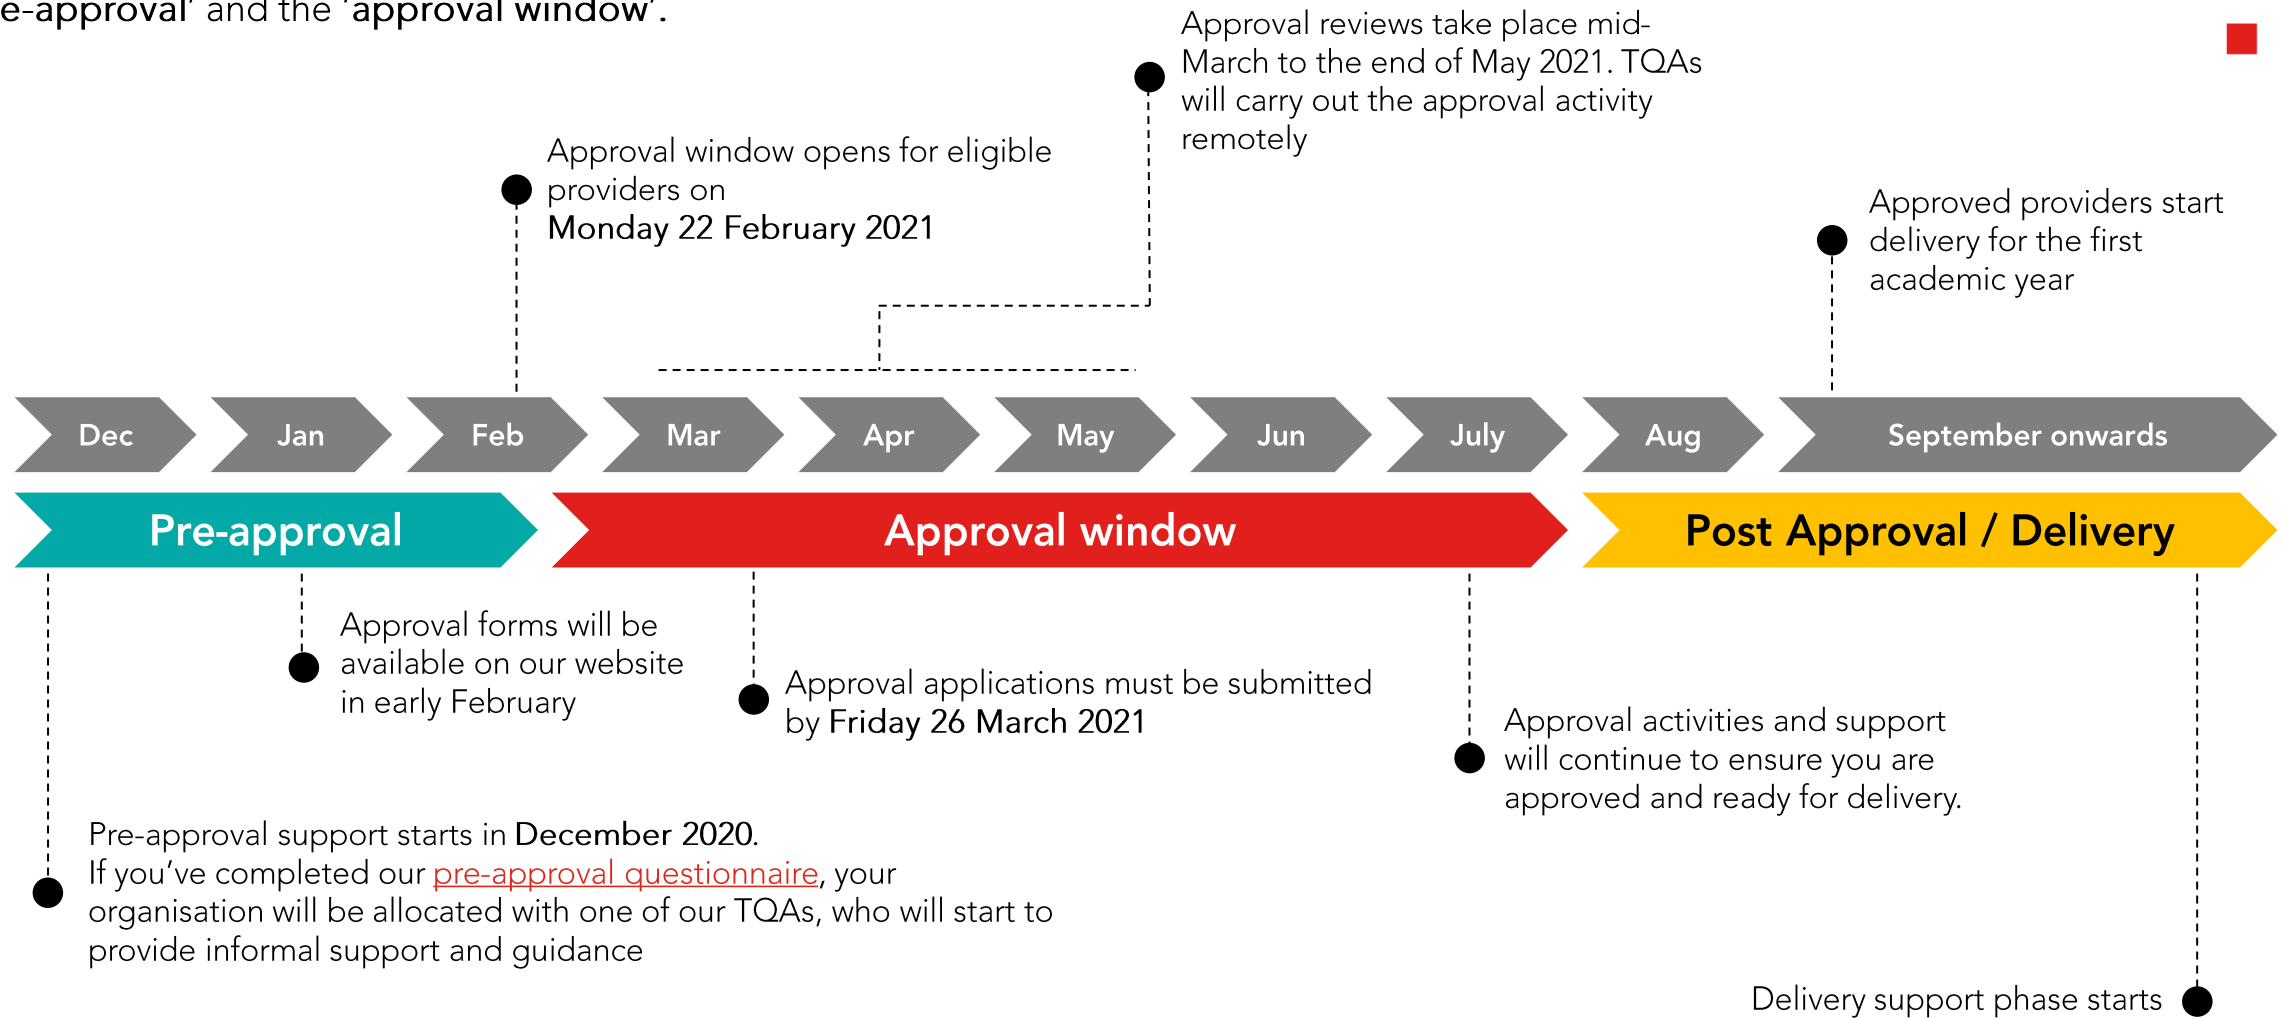 e-approval' and the 'approval window'.
Approval reviews take place mid-
March to the end of May 2021. TQAs
will carry out the approval activity
remotely
Approval window opens for eligible
providers on
Monday 22 February 2021
Approved providers start
delivery for the first
academic year
Dec
Jan
Feb
Mar
Apr
May
Jun
July
Aug
September onwards
Pre-approval
Approval window
Post Approval / Delivery
Approval forms will be
available on our website
in early February
Approval applications must be submitted
by Friday 26 March 2021
Approval activities and support
will continue to ensure you are
approved and ready for delivery.
Pre-approval support starts in December 2020.
If you've completed our pre-approval questionnaire, your
organisation will be allocated with one of our TQAs, who will start to
provide informal support and guidance
Delivery support phase starts